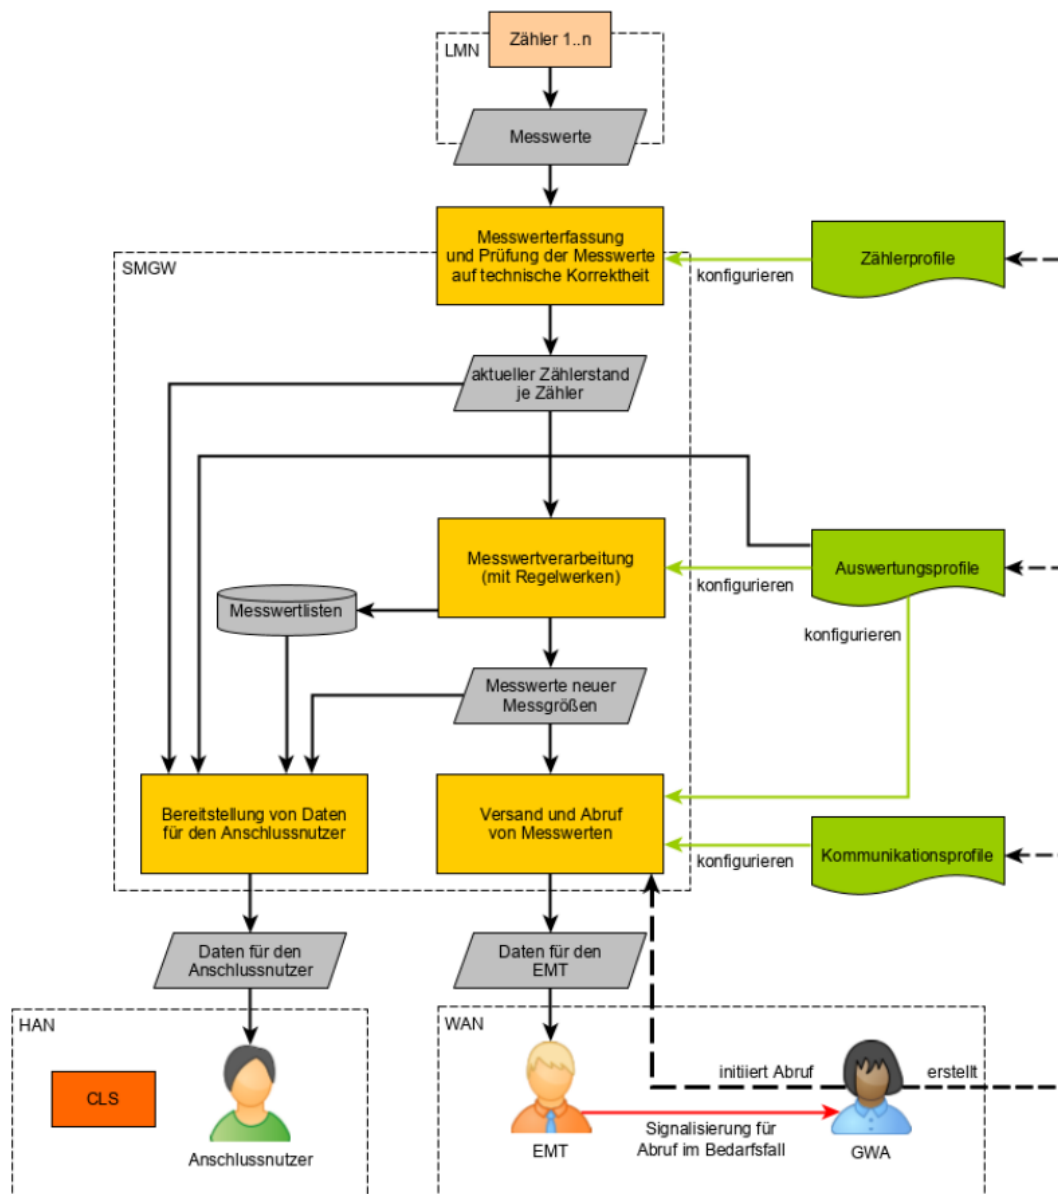 Zähler 1..n
LMN
Messwerte
Messwerterfassung
und Prüfung der Messwerte
auf technische Korrektheit
SMGW
Zählerprofile
konfigurieren
aktueller Zählerstand
je Zähler
Messwertverarbeitung
(mit Regelwerken)
Auswertungsprofile
konfigurieren
Messwertlisten
konfigurieren
Messwerte neuer
Messgrößen
Bereitstellung von Daten
für den Anschlussnutzer
Versand und Abruf
von Messwerten
Kommunikationsprofile
konfigurieren
Daten für den
Anschlussnutzer
Daten für den
EMT
HAN
WAN
CLS
initiiert Abruf
erstellt
Signalisierung für
Abruf im Bedarfsfall
Anschlussnutzer
EMT
GWA